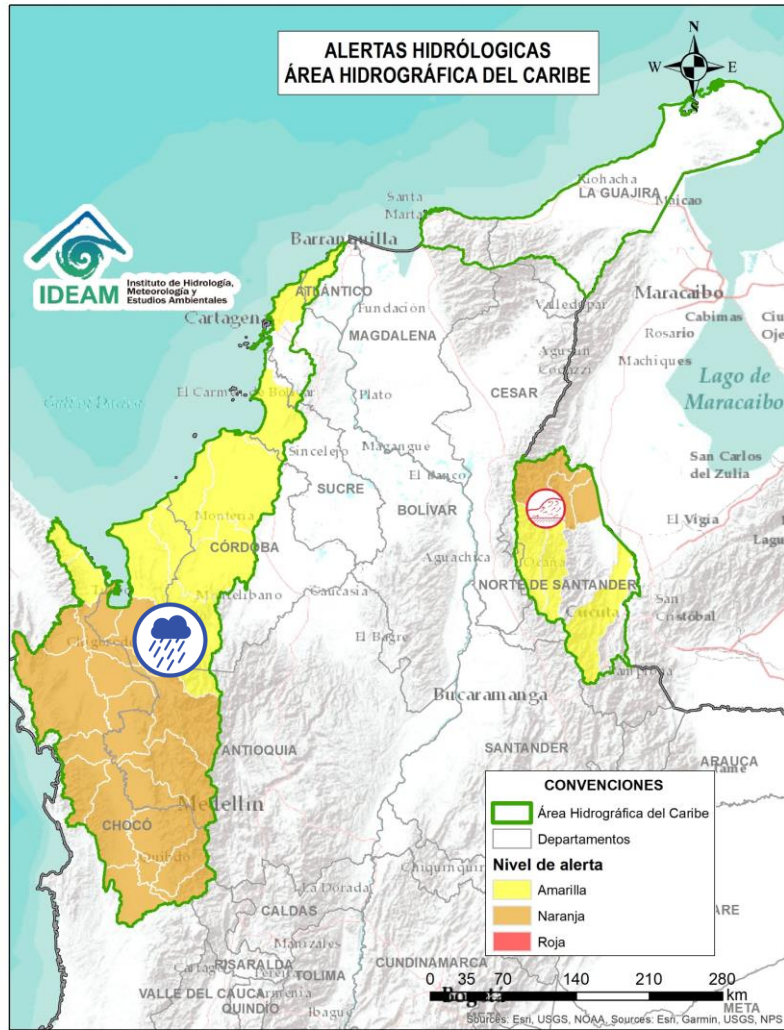 ALERTAS HIDRÓLOGICAS
ÁREA HIDROGRÁFICA DEL CARIBE
N
W
E
S
Riohacha
LA GUAJIRA
Maicao
Santa
Marta
Barranquilla
IDEAM
Instituto de Hidrología,
Meteorología y
Estudios Ambientales
ATLÁNTICO
Maracaibo
Cartagena
Fundación
Valledupar
Cabimas
Rosario
MAGDALENA
Machiques
Agustín
Codazzi
Lago de
Maracaibo
El Carmen de Bolívar
Plato
CESAR
Sincelejo
Magangue
San Carlos
del Zulia
El Banco
SUCRE
BOLÍVAR
Montería
El Vigía
CÓRDOBA
Aguachica
Ocaña
Montelíbano
Caucasia
NORTE DE SANTANDER
Cúcuta
San
Cristóbal
El Bagre
Bucaramanga
ANTIOQUIA
SANTANDER
ARAUCA
Medellín
CHOCÓ
Quibdó
La Dorada
CALDAS
Manizales
RISARALDA
TOLIMA
CUNDINAMARCA
VALLE DEL CAUCA
Armenia
QUINDÍO
Ibagué
Bogotá
META
META
CONVENCIONES
Área Hidrográfica del Caribe
Departamentos
Nivel de alerta
Amarilla
Naranja
Roja
0 35 70 140 210 280
km
Sources: Esri, USGS, NOAA, Sources: Esri, Garmin, USGS, NPS